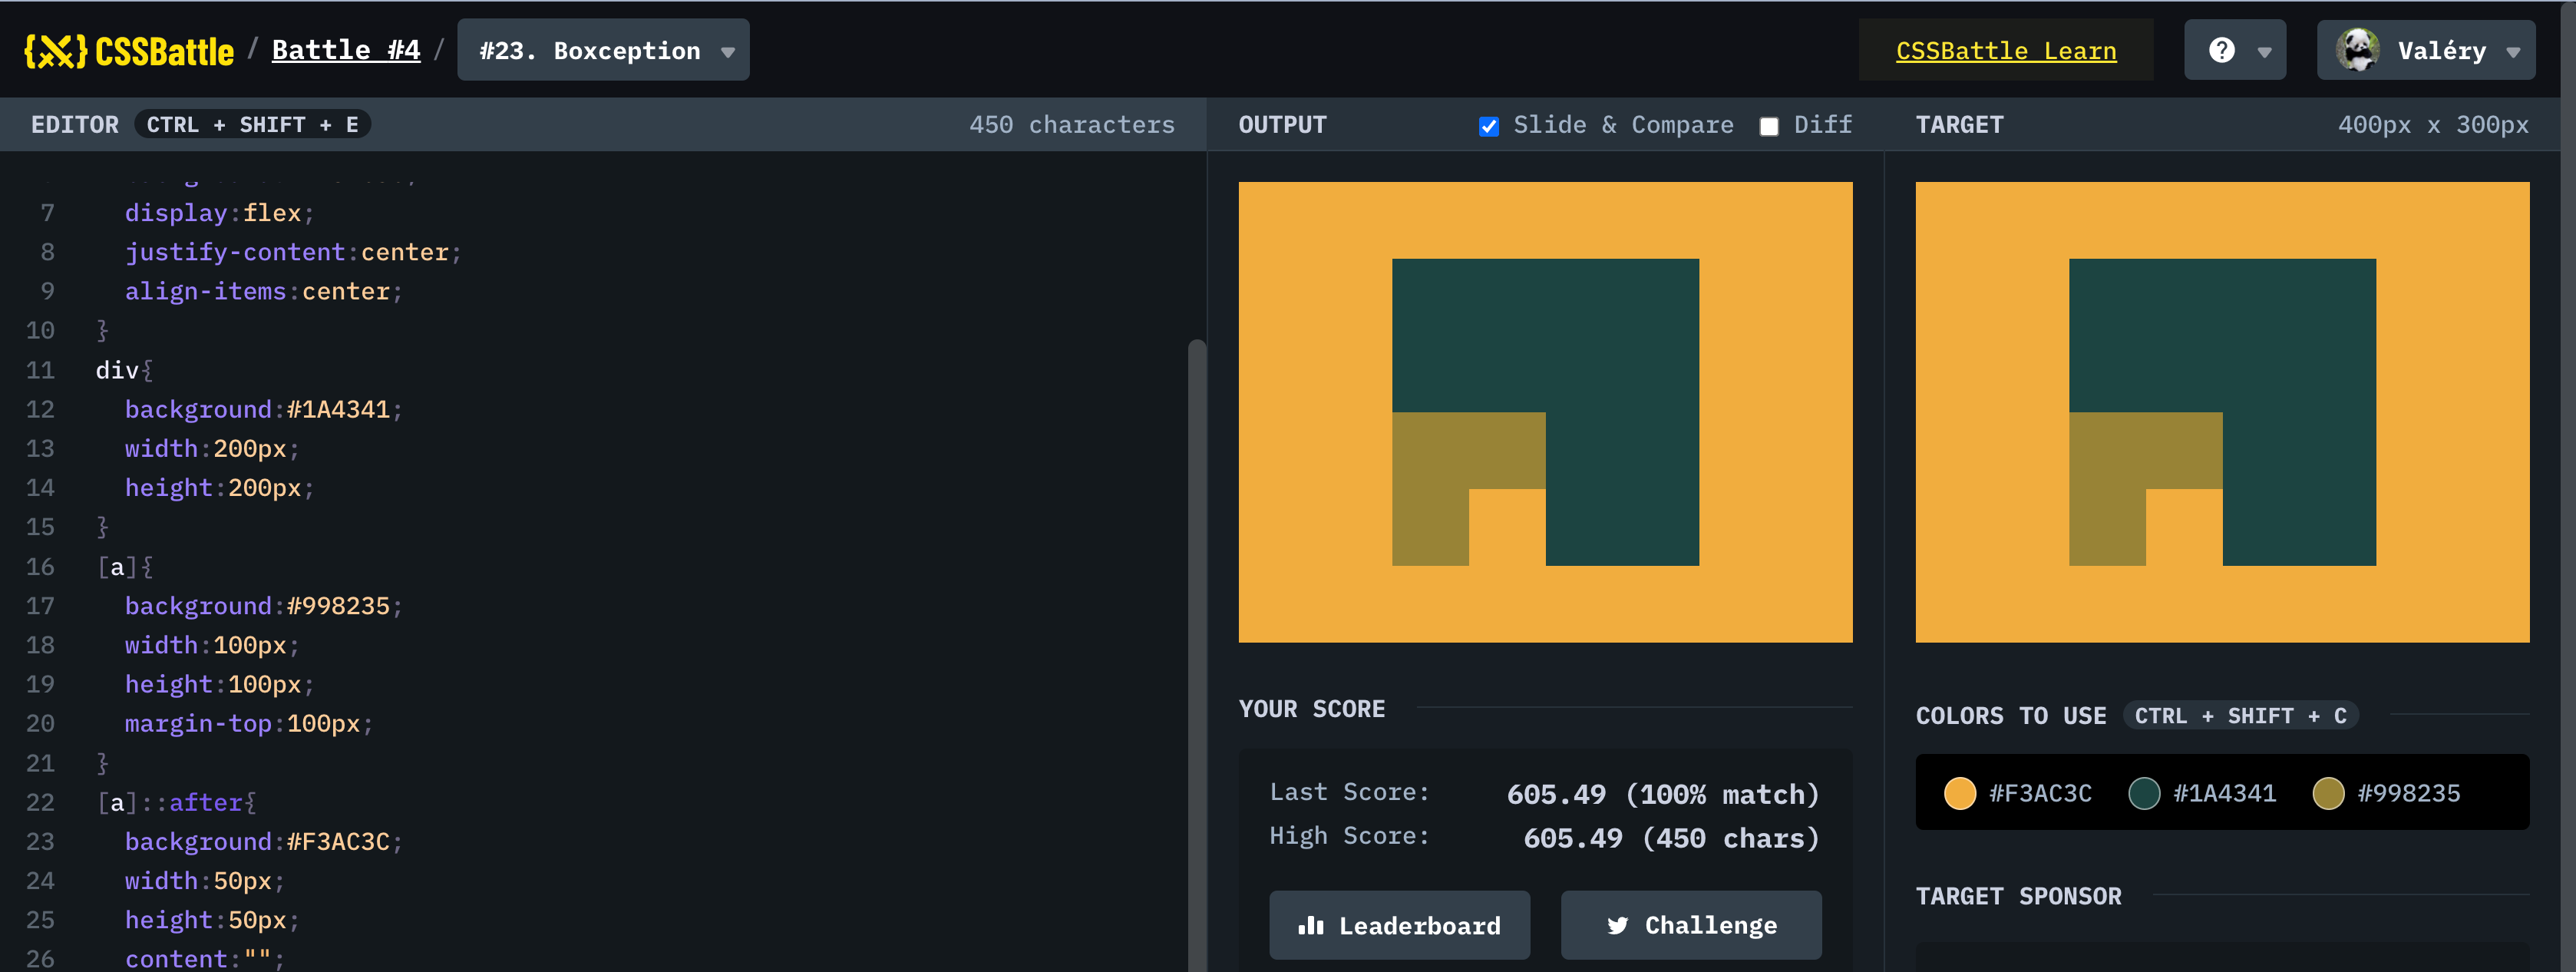 {X} CSSBattle / Battle #4 / #23. Boxception
CSSBattle Learn
?
Valéry
EDITOR CTRL + SHIFT + E
450 characters
OUTPUT
Slide & Compare
Diff
TARGET
400px x 300px
7 display:flex;
8 justify-content:center;
9 align-items:center;
10 }
11 div{
12 background:#1A4341;
13 width:200px;
14 height:200px;
15 }
16 [a]{
17 background:#998235;
18 width:100px;
19 height:100px;
20 margin-top:100px;
21 }
22 [a]::after{
23 background:#F3AC3C;
24 width:50px;
25 height:50px;
26 content:"";
YOUR SCORE
Last Score: 605.49 (100% match)
High Score: 605.49 (450 chars)
Leaderboard
Challenge
COLORS TO USE CTRL + SHIFT + C
#F3AC3C #1A4341 #998235
TARGET SPONSOR